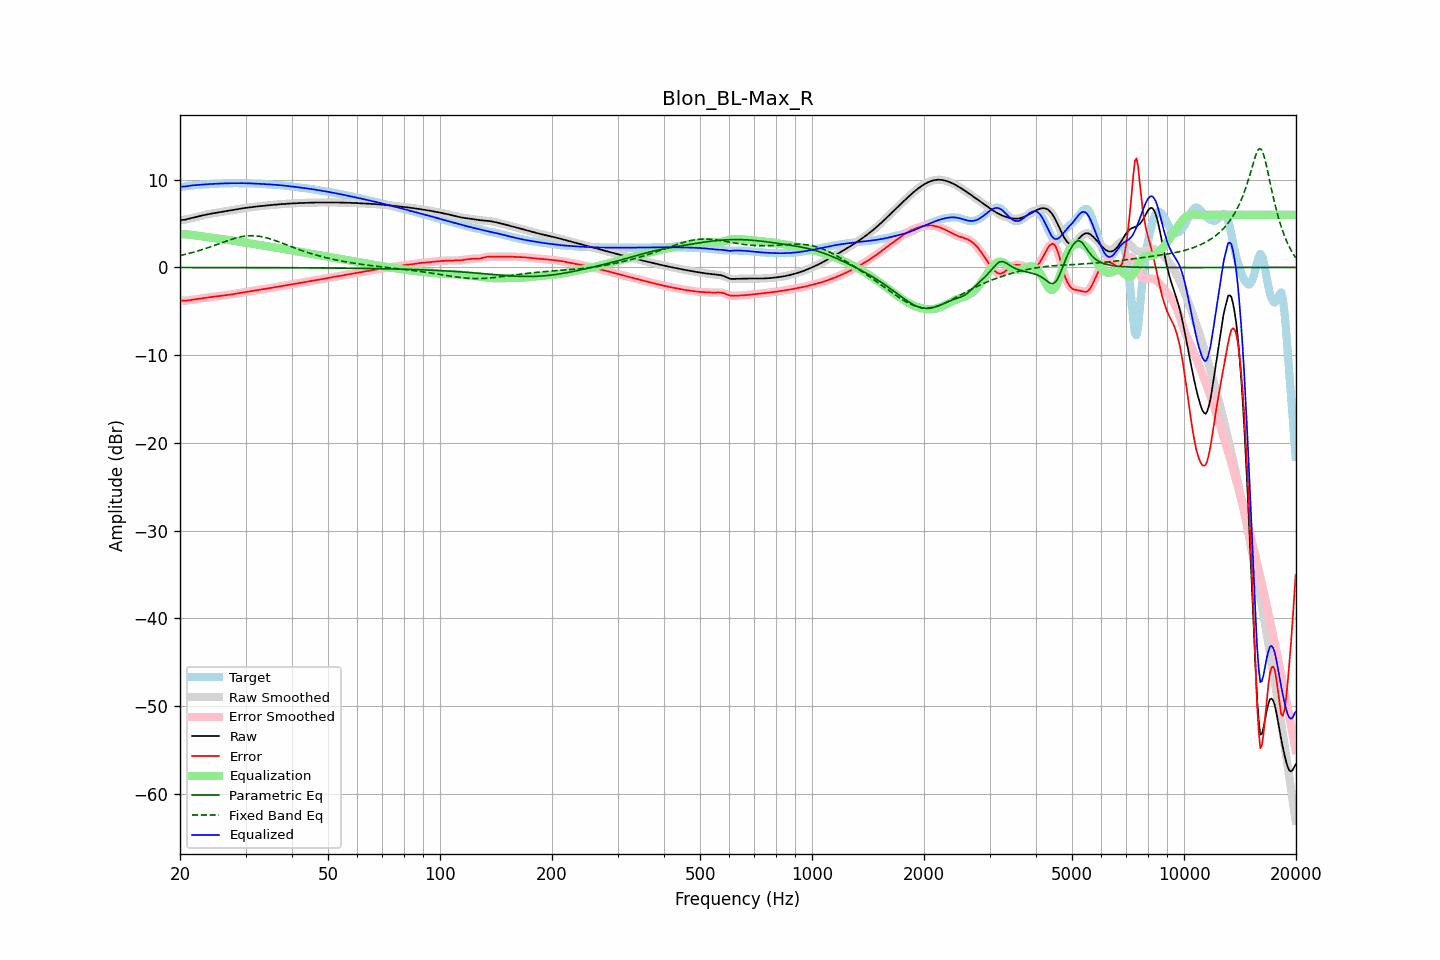 Blon_BL-Max_R
10
0
−10
−20
−30
−40
−50
−60
Amplitude (dBr)
Target
Raw Smoothed
Error Smoothed
Raw
Error
Equalization
Parametric Eq
Fixed Band Eq
Equalized
20 50 100 200 500 1000 2000 5000 10000 20000
Frequency (Hz)